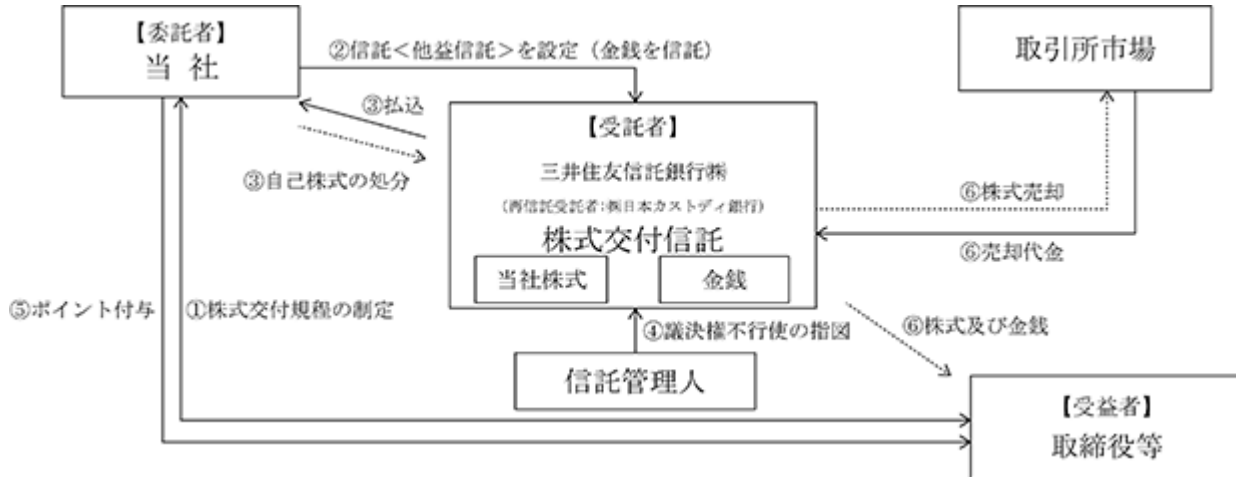 【委託者】
当 社
②信託＜他益信託＞を設定（金銭を信託）
取引所市場
③払込
③自己株式の処分
【受託者】
三井住友信託銀行㈱
（再信託受託者：㈱日本カストディ銀行）
株式交付信託
当社株式
金銭
⑥株式売却
⑥売却代金
⑤ポイント付与
①株式交付規程の制定
④議決権不行使の指図
⑥株式及び金銭
信託管理人
【受益者】
取締役等